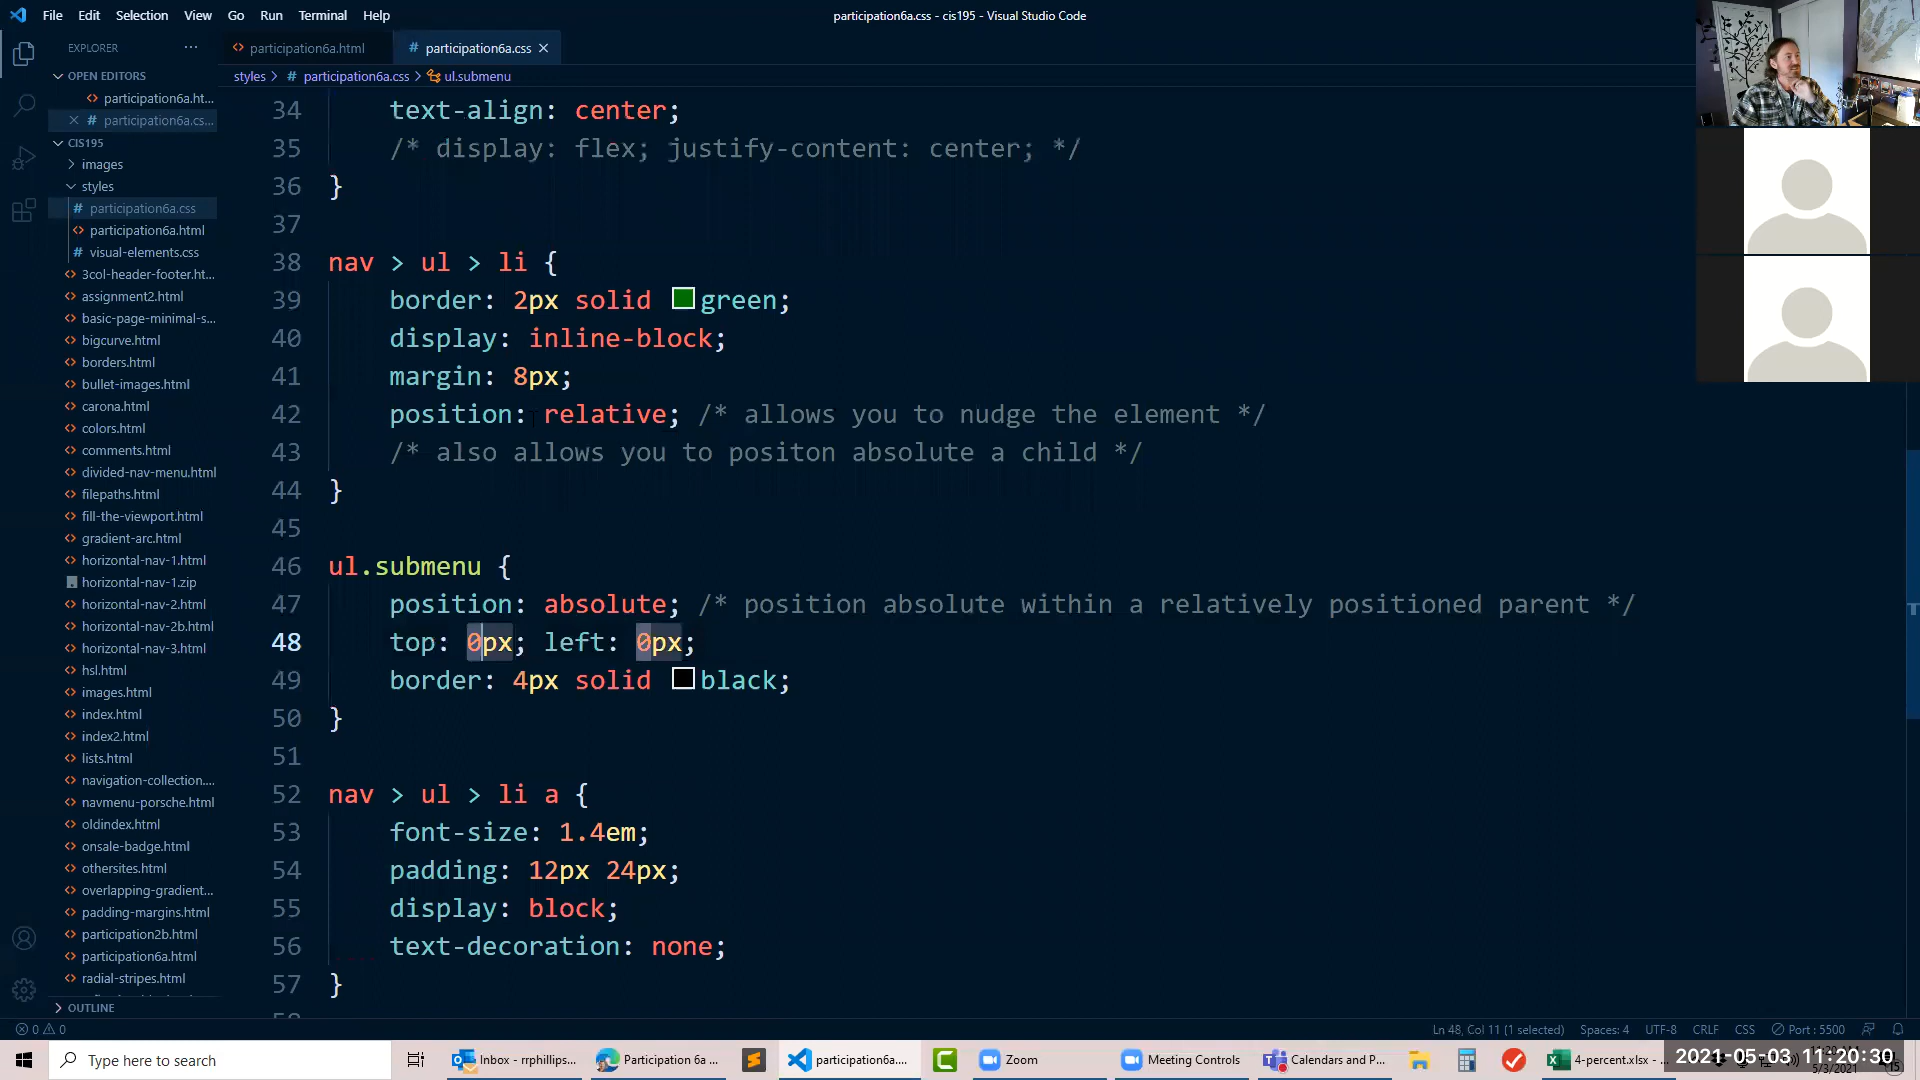 File Edit Selection View Go Run Terminal Help
participation6a.css - cis195 - Visual Studio Code
EXPLORER
OPEN EDITORS
participation6a.ht...
participation6a.cs...
CIS195
images
styles
participation6a.css
participation6a.html
visual-elements.css
3col-header-footer.ht...
assignment2.html
basic-page-minimal-s...
bigcurve.html
borders.html
bullet-images.html
carona.html
colors.html
comments.html
divided-nav-menu.html
filepaths.html
fill-the-viewport.html
gradient-arc.html
horizontal-nav-1.html
horizontal-nav-1.zip
horizontal-nav-2.html
horizontal-nav-2b.html
horizontal-nav-3.html
hsl.html
images.html
index.html
index2.html
lists.html
navigation-collection....
navmenu-porsche.html
oldindex.html
onsale-badge.html
othersites.html
overlapping-gradient...
padding-margins.html
participation2b.html
participation6a.html
radial-stripes.html
OUTLINE
participation6a.html
# participation6a.css
styles > # participation6a.css > ul.submenu
34 text-align: center;
35 /* display: flex; justify-content: center; */
36 }
37
38 nav > ul > li {
39 border: 2px solid green;
40 display: inline-block;
41 margin: 8px;
42 position: relative; /* allows you to nudge the element */
43 /* also allows you to positon absolute a child */
44 }
45
46 ul.submenu {
47 position: absolute; /* position absolute within a relatively positioned parent */
48 top: 0px; left: 0px;
49 border: 4px solid black;
50 }
51
52 nav > ul > li a {
53 font-size: 1.4em;
54 padding: 12px 24px;
55 display: block;
56 text-decoration: none;
57 }
0 0
Ln 48, Col 11 (1 selected) Spaces: 4 UTF-8 CRLF CSS Port : 5500
Type here to search
Inbox - rrphillips...
Participation 6a ...
participation6a....
Zoom
Meeting Controls
Calendars and P...
4-percent.xlsx - ...
2021-05-03 11:20:30
5/3/2021
15